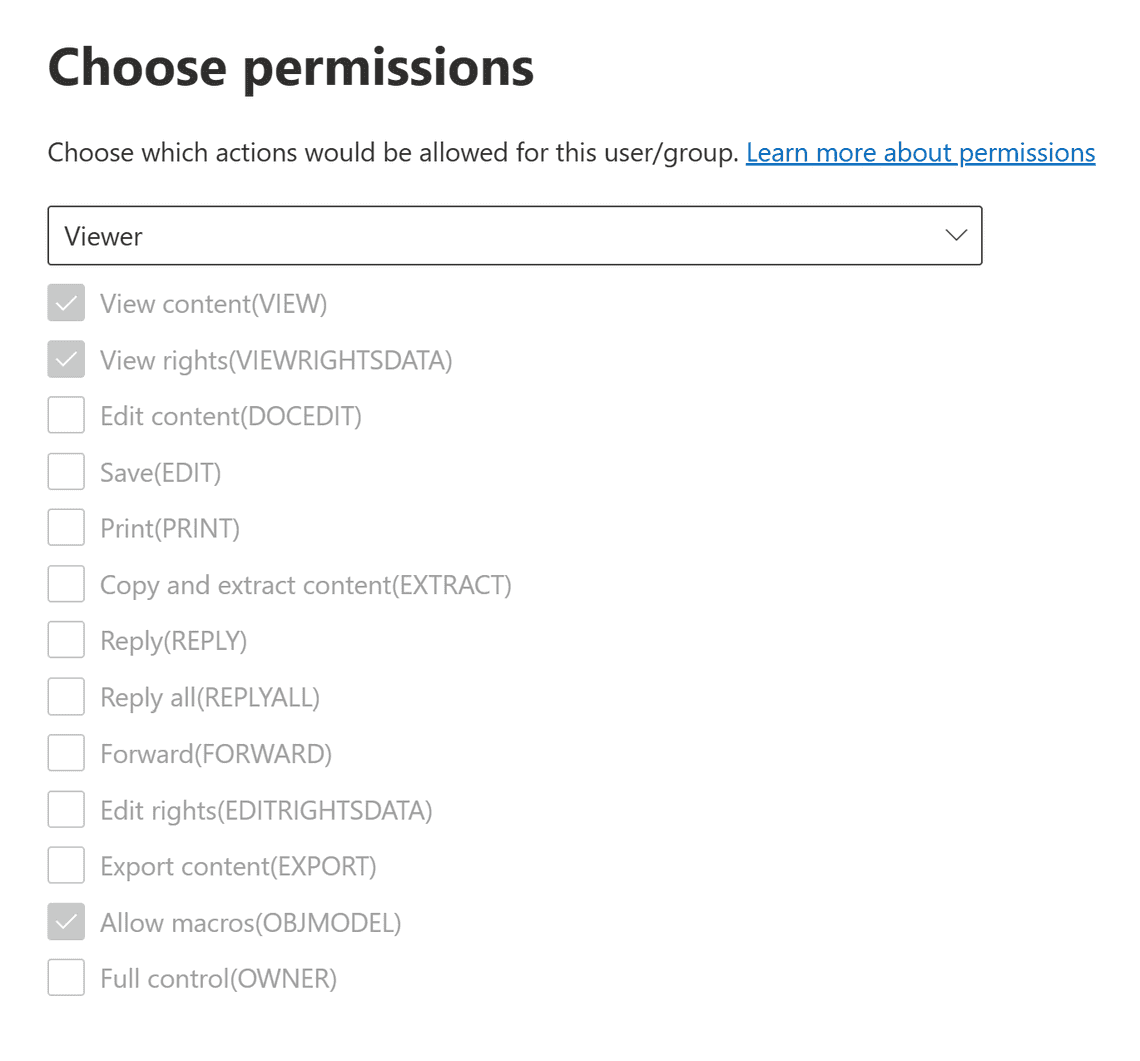 Choose permissions
Choose which actions would be allowed for this user/group. Learn more about permissions
Viewer
View content(VIEW)
View rights(VIEWRIGHTSDATA)
Edit content(DOCEDIT)
Save(EDIT)
Print(PRINT)
Copy and extract content(EXTRACT)
Reply(REPLY)
Reply all(REPLYALL)
Forward(FORWARD)
Edit rights(EDITRIGHTSDATA)
Export content(EXPORT)
Allow macros(OBJMODEL)
Full control(OWNER)